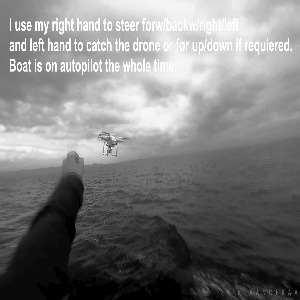 I use my right hand to steer forw/backw/right/left
and left hand to catch the drone or for up/down if requiered.
Boat is on autopilot the whole time.